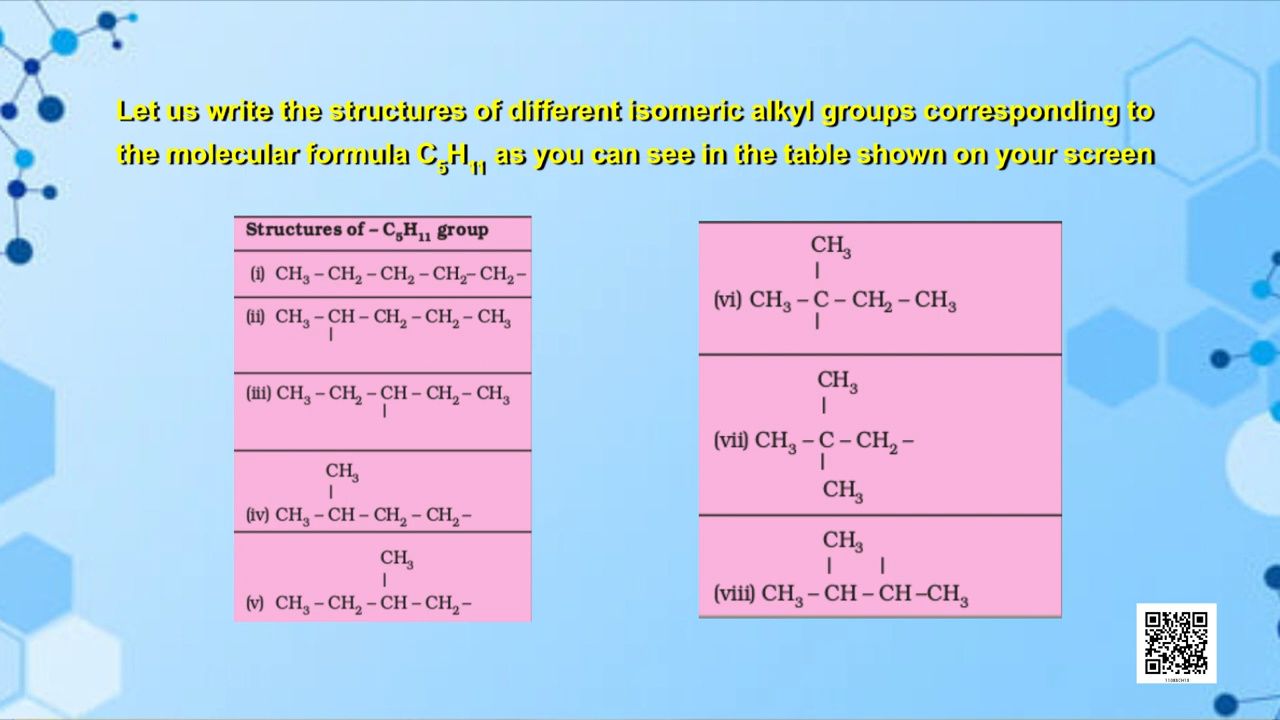 Let us write the structures of different isomeric alkyl groups corresponding to
the molecular formula C₅H₁₁ as you can see in the table shown on your screen
Structures of – C₅H₁₁ group
(i) CH₃ – CH₂ – CH₂ – CH₂– CH₂–
(ii) CH₃ – CH – CH₂ – CH₂ – CH₃
|
(iii) CH₃ – CH₂ – CH – CH₂– CH₃
|
CH₃
|
(iv) CH₃ – CH – CH₂ – CH₂ –
CH₃
|
(v) CH₃ – CH₂ – CH – CH₂ –
CH₃
|
(vi) CH₃ – C – CH₂ – CH₃
|
CH₃
|
(vii) CH₃ – C – CH₂ –
|
CH₃
CH₃
| |
(viii) CH₃ – CH – CH –CH₃